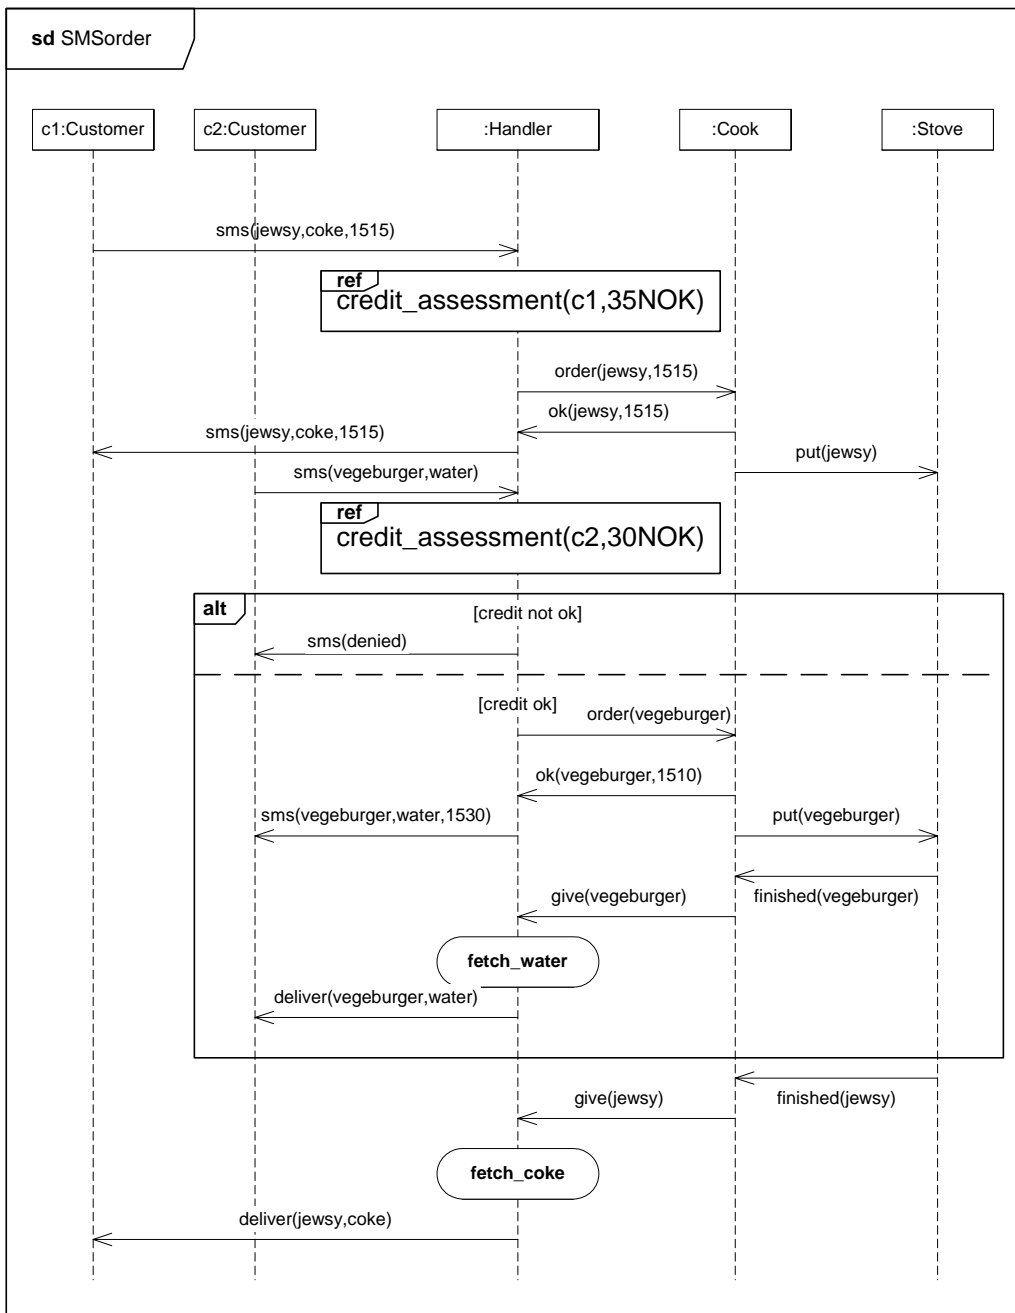 sd SMSorder
c1:Customer
c2:Customer
:Handler
:Cook
:Stove
sms(jewsy,coke,1515)
ref
credit_assessment(c1,35NOK)
order(jewsy,1515)
ok(jewsy,1515)
sms(jewsy,coke,1515)
put(jewsy)
sms(vegeburger,water)
ref
credit_assessment(c2,30NOK)
alt
[credit not ok]
sms(denied)
[credit ok]
order(vegeburger)
ok(vegeburger,1510)
sms(vegeburger,water,1530)
put(vegeburger)
give(vegeburger)
finished(vegeburger)
fetch_water
deliver(vegeburger,water)
give(jewsy)
finished(jewsy)
fetch_coke
deliver(jewsy,coke)